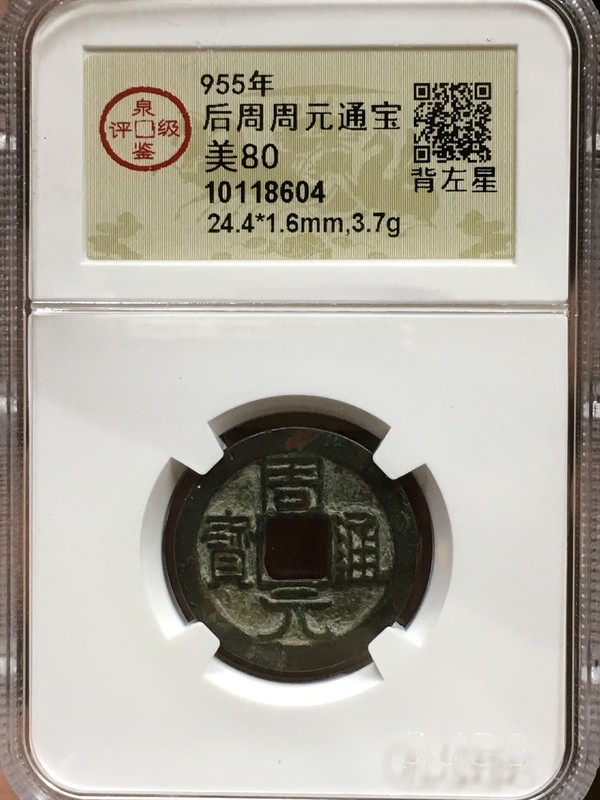 泉
评 级
鉴
955年
后周周元通宝
美80
10118604
24.4*1.6mm,3.7g
背左星
周
寳 通
元